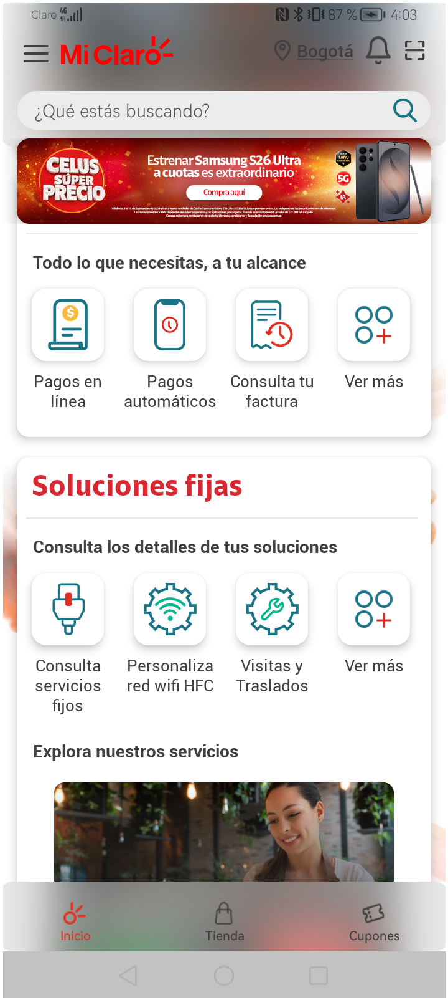 Claro 4G 87 % 4:03
Mi Claro
Bogotá
¿Qué estás buscando?
CELUS
SÚPER
PRECIO
Estrenar Samsung S26 Ultra
a cuotas es extraordinario
Compra aquí
1 AÑO
GARANTÍA
5G
IA
Todo lo que necesitas, a tu alcance
Pagos en
línea
Pagos
automáticos
Consulta tu
factura
Ver más
Soluciones fijas
Consulta los detalles de tus soluciones
Consulta
servicios
fijos
Personaliza
red wifi HFC
Visitas y
Traslados
Ver más
Explora nuestros servicios
Inicio
Tienda
Cupones